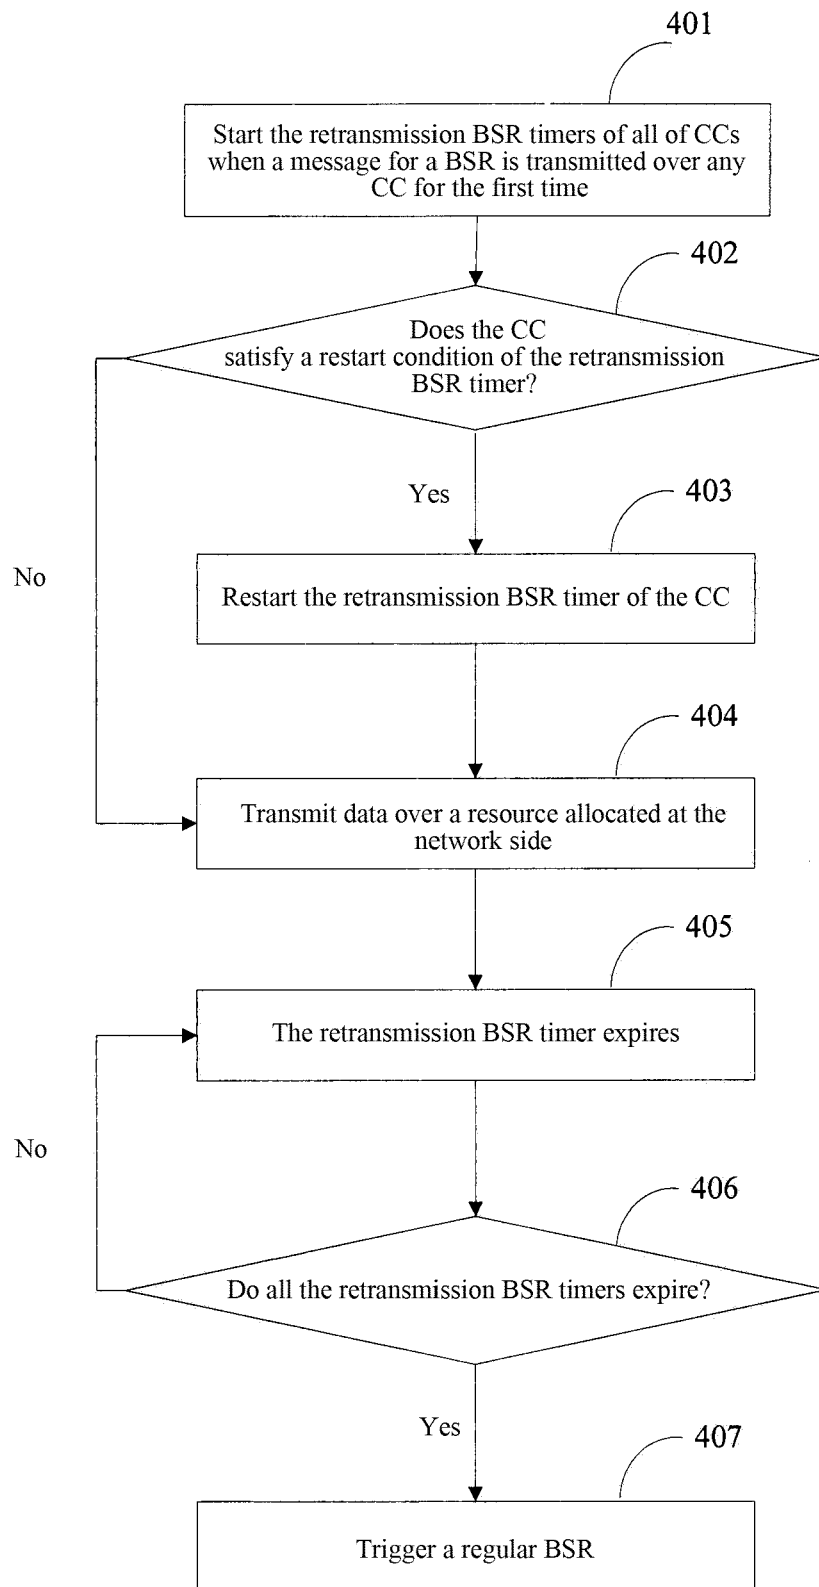 401
Start the retransmission BSR timers of all of CCs
when a message for a BSR is transmitted over any
CC for the first time
402
Does the CC
satisfy a restart condition of the retransmission
BSR timer?
Yes
403
No
Restart the retransmission BSR timer of the CC
404
Transmit data over a resource allocated at the
network side
405
The retransmission BSR timer expires
No
406
Do all the retransmission BSR timers expire?
Yes
407
Trigger a regular BSR